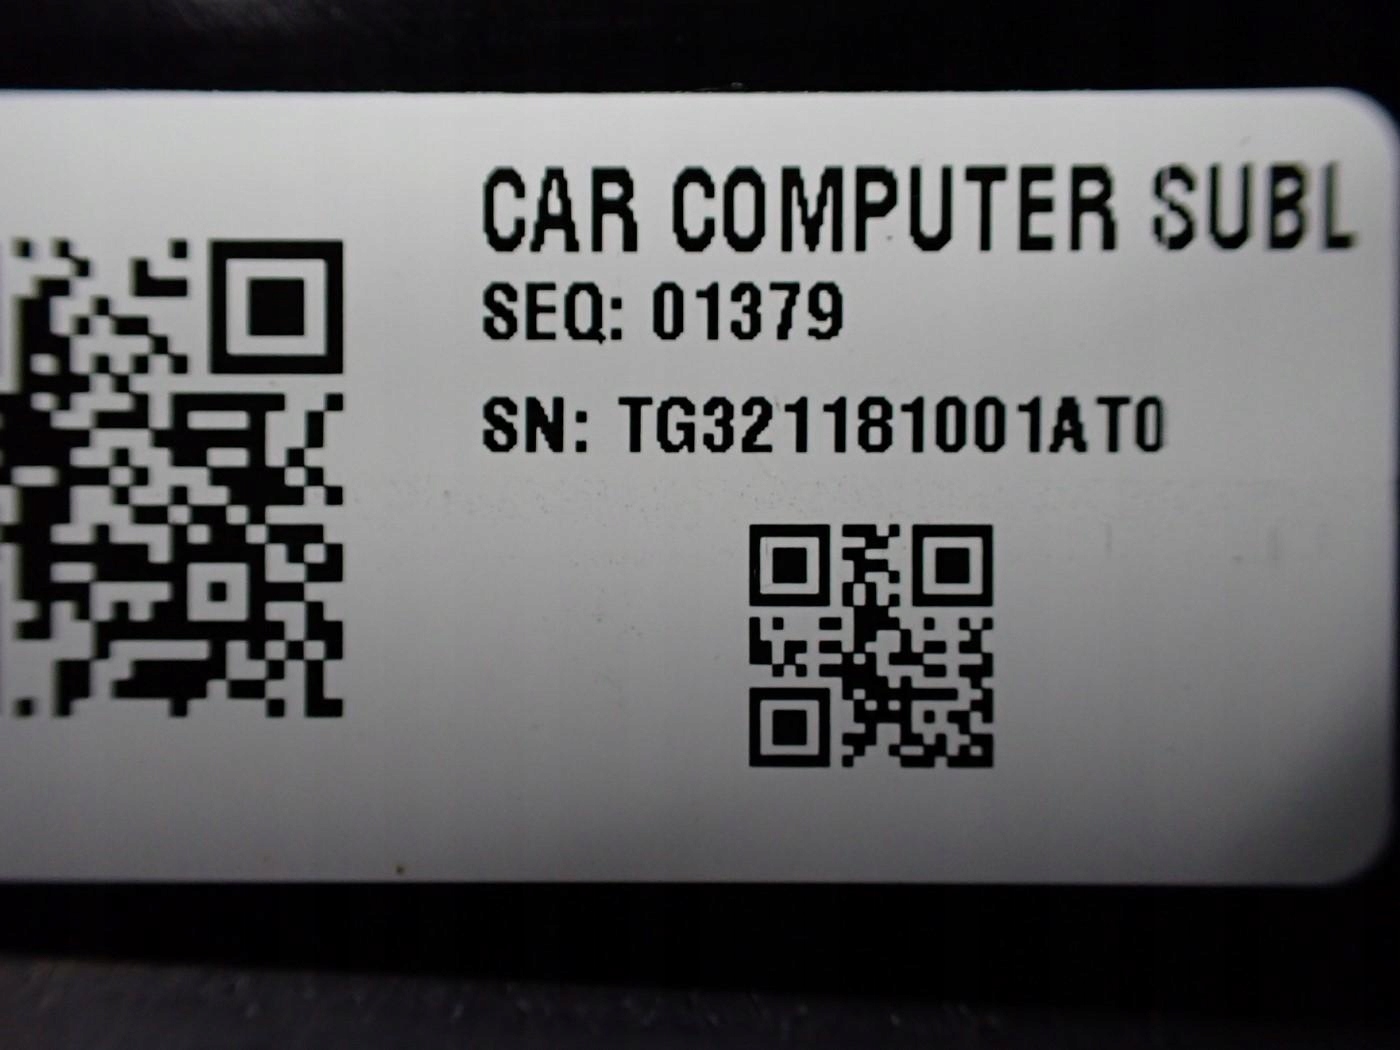 CAR COMPUTER SUBL
SEQ: 01379
SN: TG321181001AT0